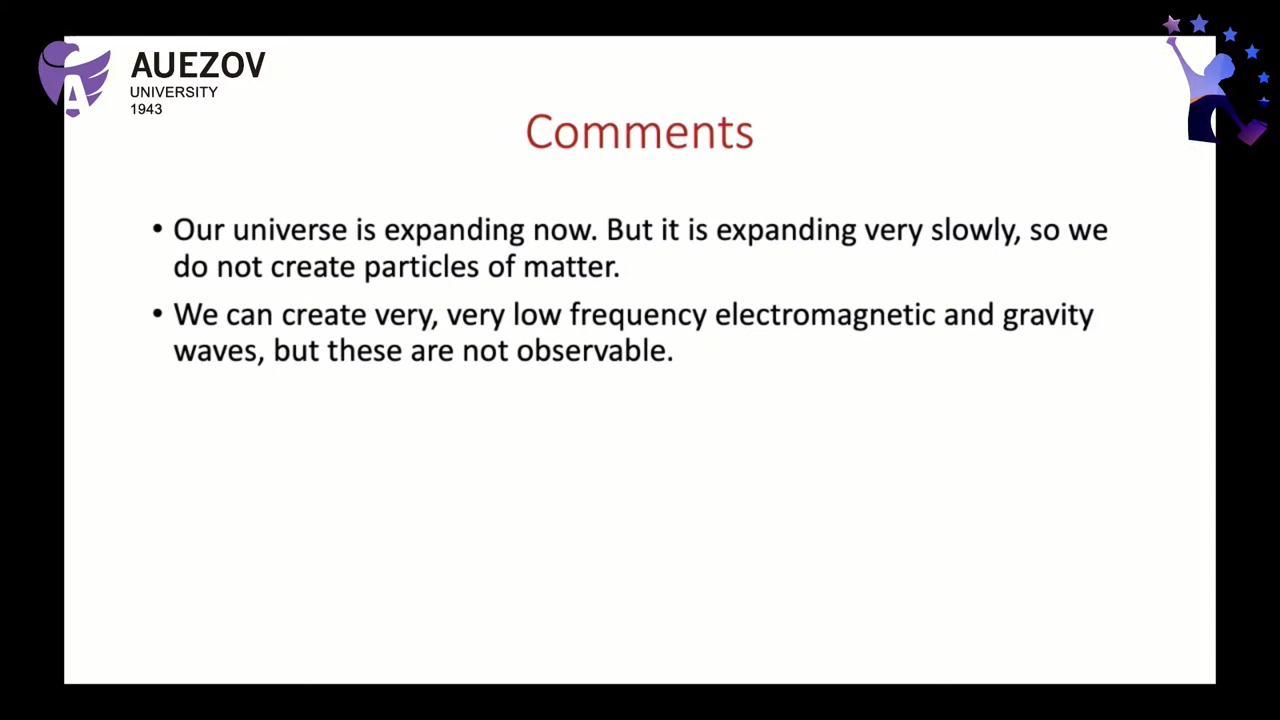 AUEZOV
UNIVERSITY
1943
Comments
• Our universe is expanding now. But it is expanding very slowly, so we
do not create particles of matter.
• We can create very, very low frequency electromagnetic and gravity
waves, but these are not observable.